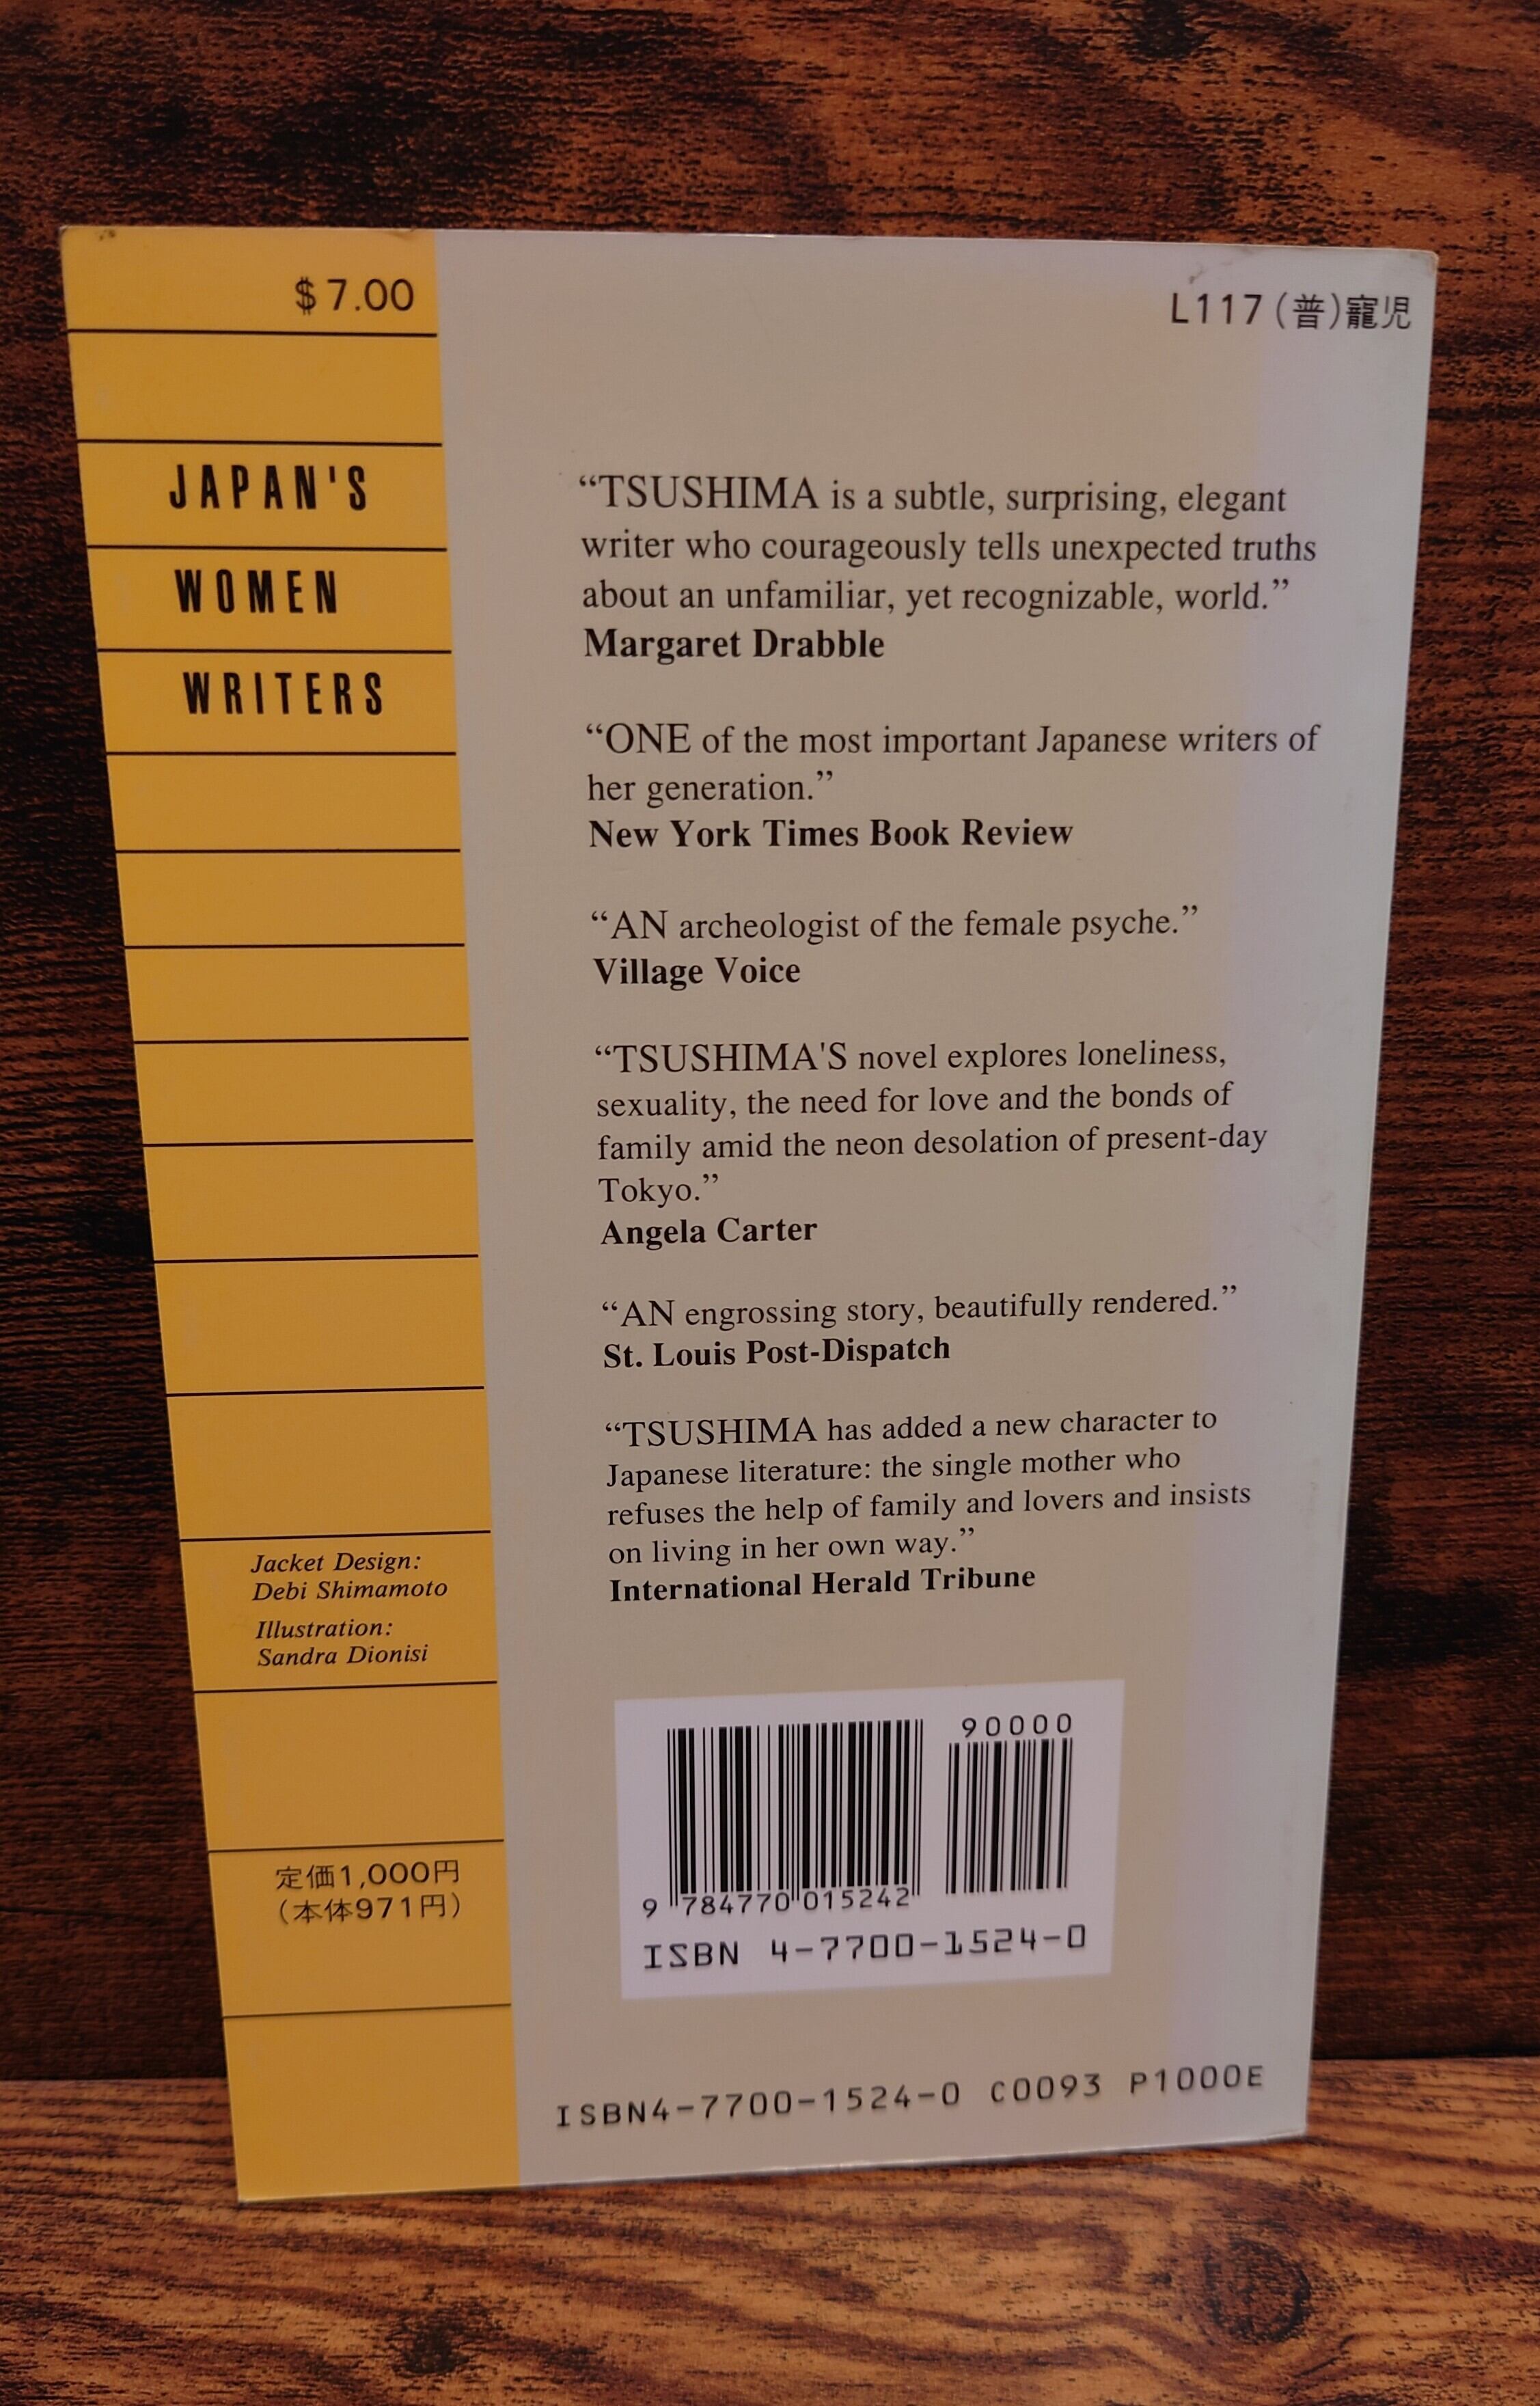 $7.00
L117(普)寵児
JAPAN'S
WOMEN
WRITERS
“TSUSHIMA is a subtle, surprising, elegant
writer who courageously tells unexpected truths
about an unfamiliar, yet recognizable, world.”
Margaret Drabble
“ONE of the most important Japanese writers of
her generation.”
New York Times Book Review
“AN archeologist of the female psyche.”
Village Voice
“TSUSHIMA'S novel explores loneliness,
sexuality, the need for love and the bonds of
family amid the neon desolation of present-day
Tokyo.”
Angela Carter
“AN engrossing story, beautifully rendered.”
St. Louis Post-Dispatch
“TSUSHIMA has added a new character to
Japanese literature: the single mother who
refuses the help of family and lovers and insists
on living in her own way.”
International Herald Tribune
Jacket Design:
Debi Shimamoto
Illustration:
Sandra Dionisi
定価1,000円
(本体971円)
90000
9 784770 015242
ISBN 4-7700-1524-0
ISBN4-7700-1524-0 C0093 P1000E